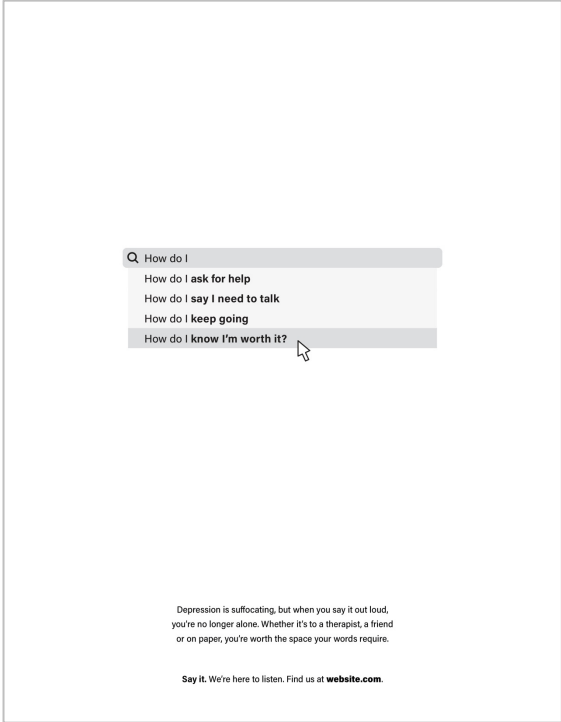 How do I
How do I ask for help
How do I say I need to talk
How do I keep going
How do I know I'm worth it?
Depression is suffocating, but when you say it out loud,
you're no longer alone. Whether it's to a therapist, a friend
or on paper, you're worth the space your words require.
Say it. We're here to listen. Find us at website.com.